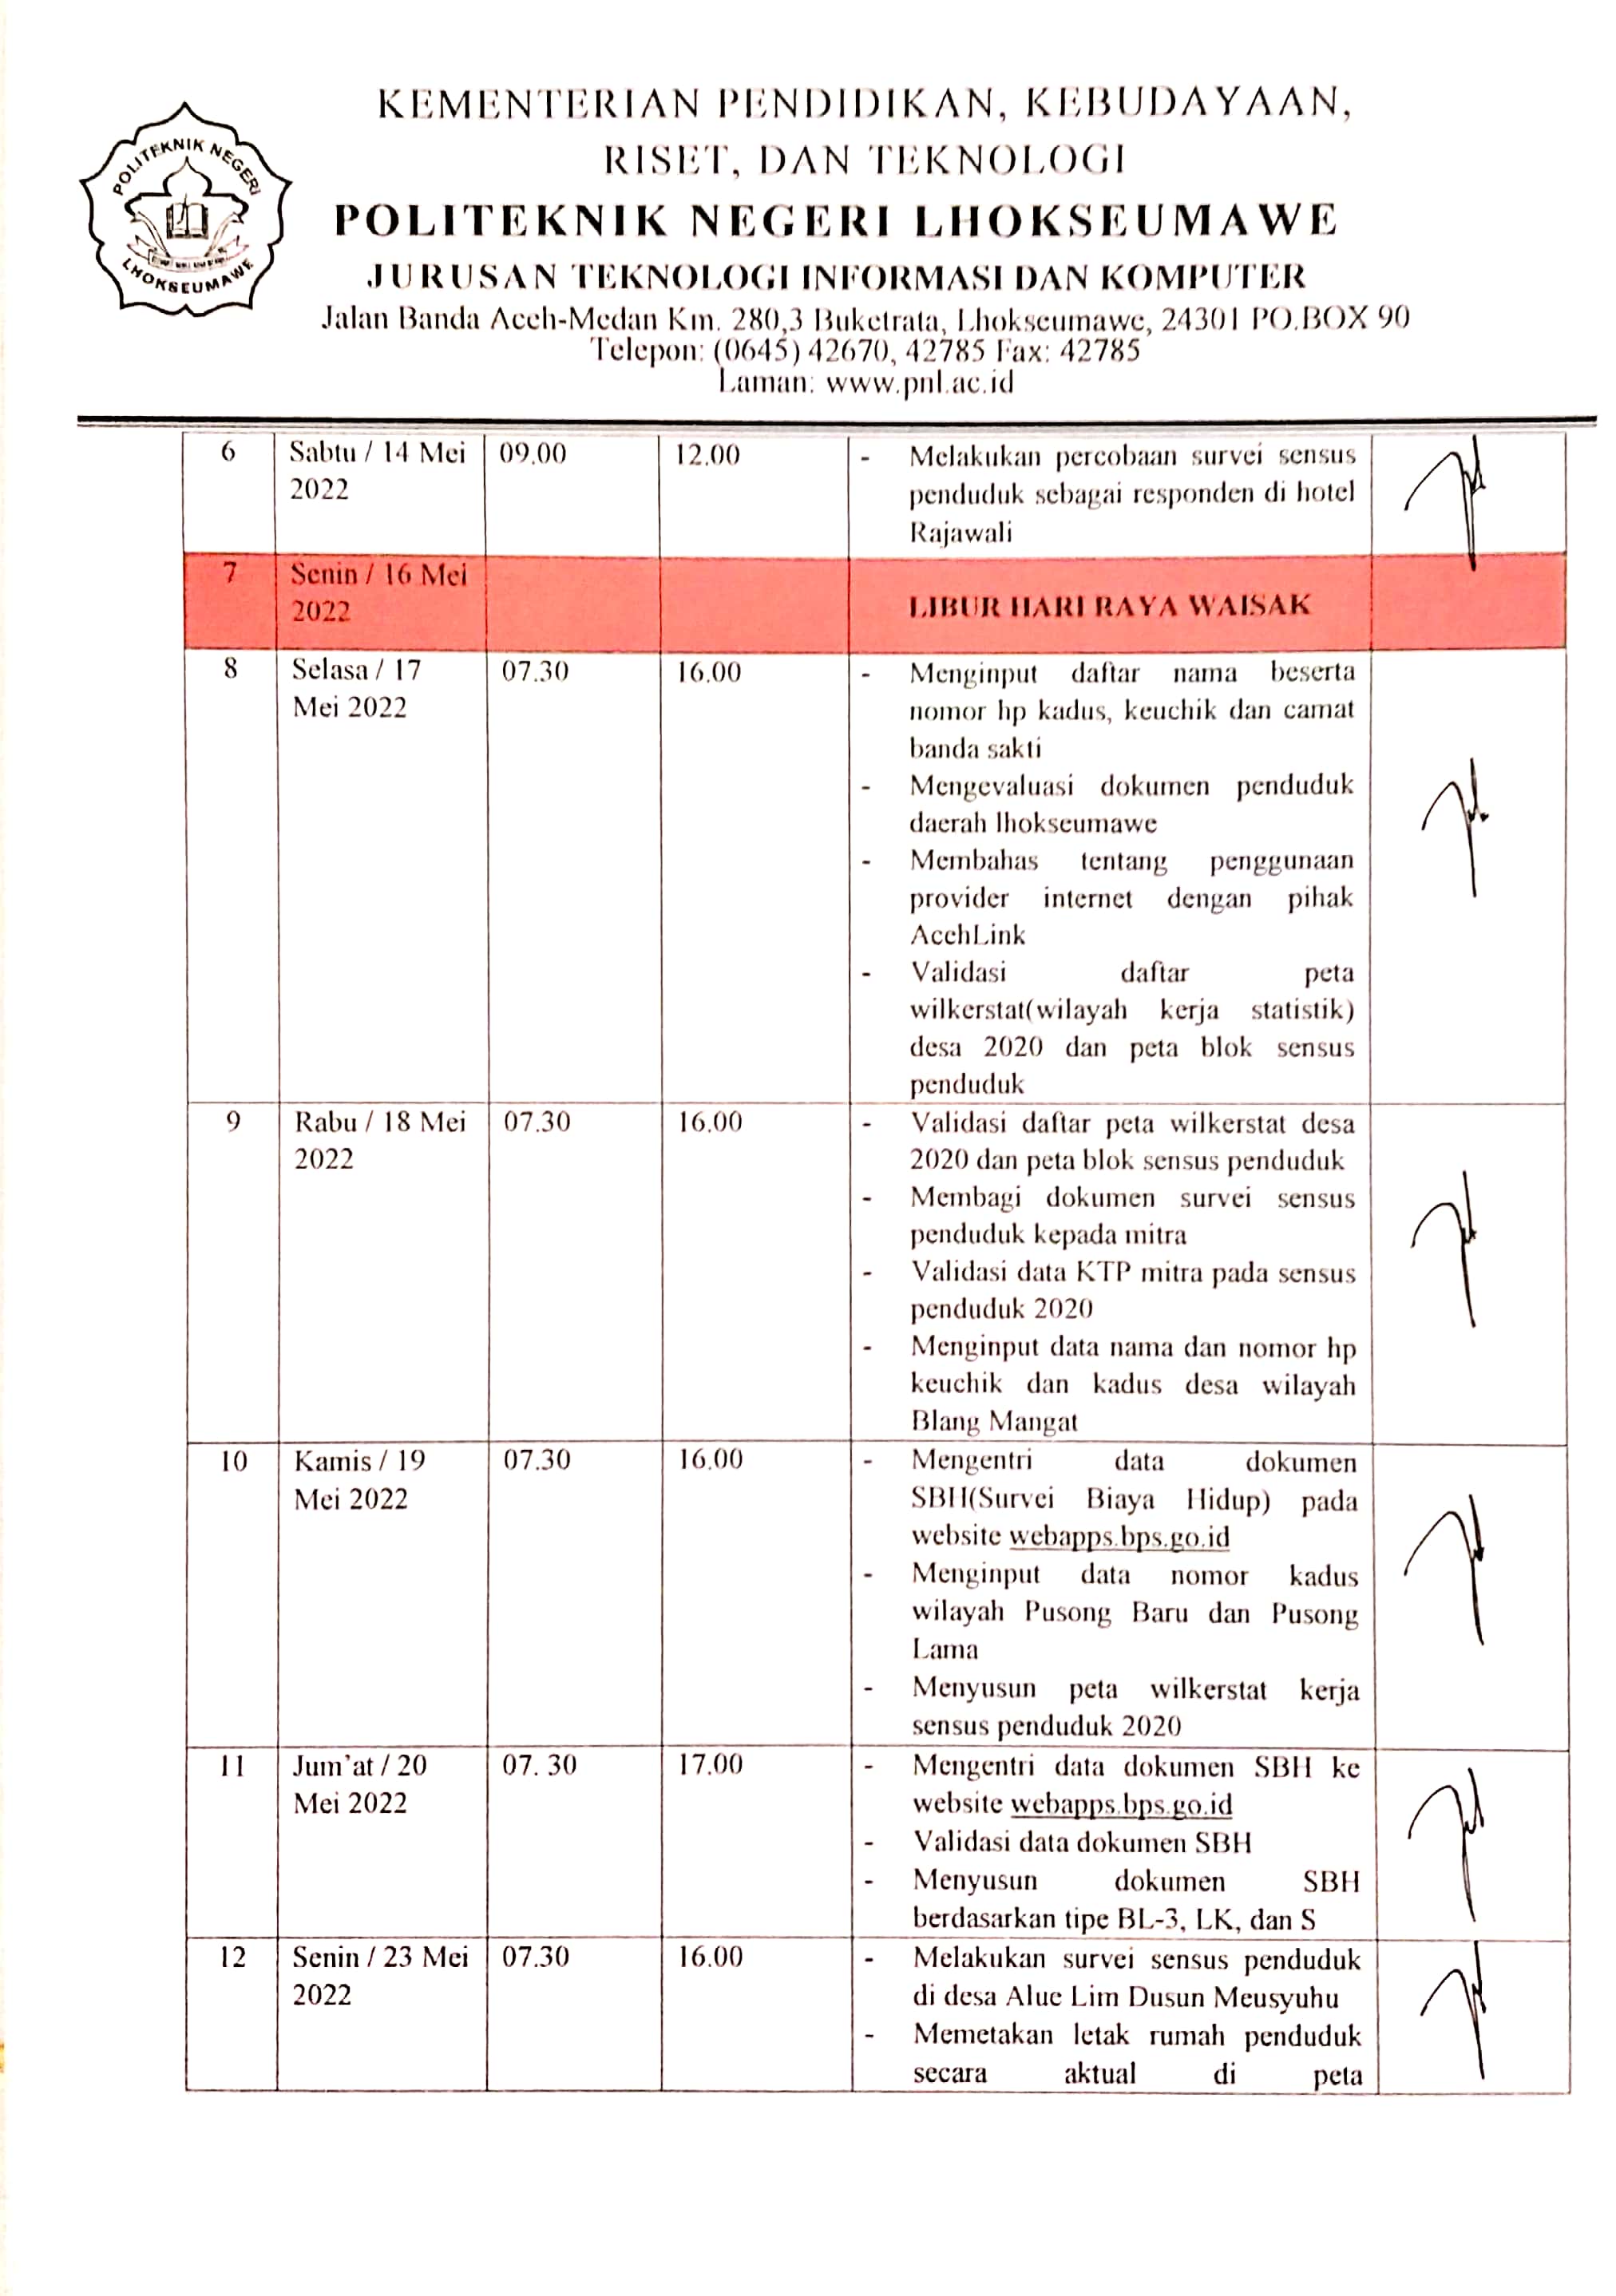 POLITEKNIK NEGERI
LHOKSEUMAWE
KEMENTERIAN PENDIDIKAN, KEBUDAYAAN,
RISET, DAN TEKNOLOGI
POLITEKNIK NEGERI LHOKSEUMAWE
JURUSAN TEKNOLOGI INFORMASI DAN KOMPUTER
Jalan Banda Aceh-Medan Km. 280,3 Buketrata, Lhokseumawe, 24301 PO.BOX 90
Telepon: (0645) 42670, 42785 Fax: 42785
Laman: www.pnl.ac.id
6 Sabtu / 14 Mei 09.00 12.00 - Melakukan percobaan survei sensus
2022 penduduk sebagai responden di hotel
Rajawali
7 Senin / 16 Mei
2022 LIBUR HARI RAYA WAISAK
8 Selasa / 17 07.30 16.00 - Menginput daftar nama beserta
Mei 2022 nomor hp kadus, keuchik dan camat
banda sakti
- Mengevaluasi dokumen penduduk
daerah lhokseumawe
- Membahas tentang penggunaan
provider internet dengan pihak
AcehLink
- Validasi daftar peta
wilkerstat(wilayah kerja statistik)
desa 2020 dan peta blok sensus
penduduk
9 Rabu / 18 Mei 07.30 16.00 - Validasi daftar peta wilkerstat desa
2022 2020 dan peta blok sensus penduduk
- Membagi dokumen survei sensus
penduduk kepada mitra
- Validasi data KTP mitra pada sensus
penduduk 2020
- Menginput data nama dan nomor hp
keuchik dan kadus desa wilayah
Blang Mangat
10 Kamis / 19 07.30 16.00 - Mengentri data dokumen
Mei 2022 SBH(Survei Biaya Hidup) pada
website webapps.bps.go.id
- Menginput data nomor kadus
wilayah Pusong Baru dan Pusong
Lama
- Menyusun peta wilkerstat kerja
sensus penduduk 2020
11 Jum'at / 20 07. 30 17.00 - Mengentri data dokumen SBH ke
Mei 2022 website webapps.bps.go.id
- Validasi data dokumen SBH
- Menyusun dokumen SBH
berdasarkan tipe BL-3, LK, dan S
12 Senin / 23 Mei 07.30 16.00 - Melakukan survei sensus penduduk
2022 di desa Alue Lim Dusun Meusyuhu
- Memetakan letak rumah penduduk
secara aktual di peta